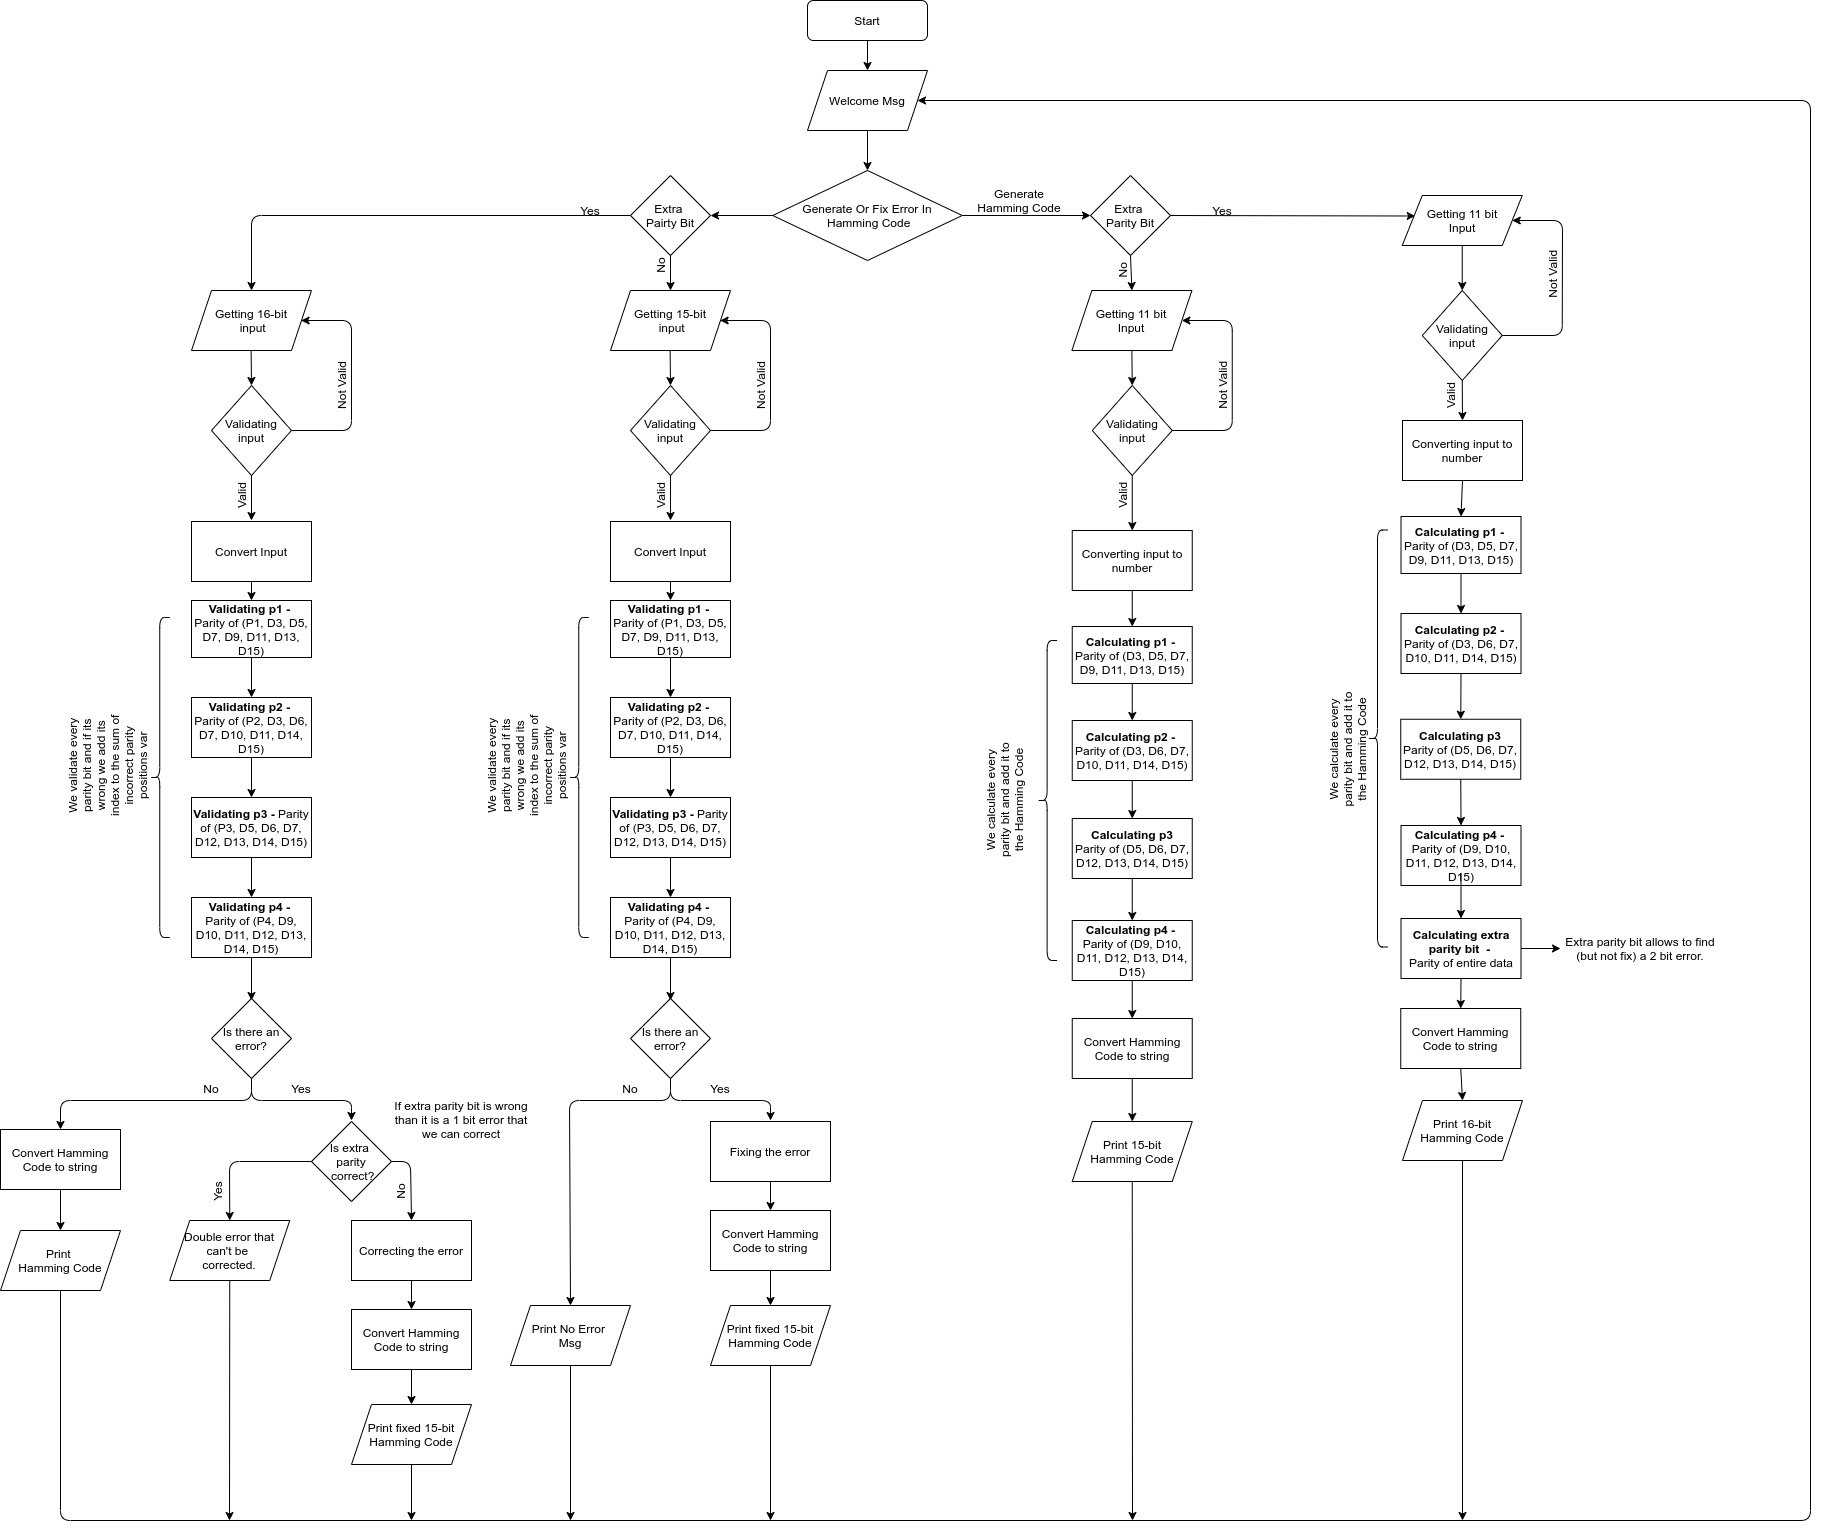 Start
Welcome Msg
Generate Or Fix Error In
Hamming Code
Generate
Hamming Code
Extra
Pairty Bit
Yes
No
Extra
Parity Bit
Yes
No
Getting 16-bit
input
Not Valid
Validating
input
Valid
Convert Input
Validating p1 -
Parity of (P1, D3, D5,
D7, D9, D11, D13,
D15)
Validating p2 -
Parity of (P2, D3, D6,
D7, D10, D11, D14,
D15)
Validating p3 - Parity
of (P3, D5, D6, D7,
D12, D13, D14, D15)
Validating p4 -
Parity of (P4, D9,
D10, D11, D12, D13,
D14, D15)
We validate every
parity bit and if its
wrong we add its
index to the sum of
incorrect parity
positions var
Is there an
error?
No
Yes
Convert Hamming
Code to string
Print
Hamming Code
If extra parity bit is wrong
than it is a 1 bit error that
we can correct
Is extra
parity
correct?
Yes
No
Double error that
can't be
corrected.
Correcting the error
Convert Hamming
Code to string
Print fixed 15-bit
Hamming Code
Getting 15-bit
input
Not Valid
Validating
input
Valid
Convert Input
Validating p1 -
Parity of (P1, D3, D5,
D7, D9, D11, D13,
D15)
Validating p2 -
Parity of (P2, D3, D6,
D7, D10, D11, D14,
D15)
Validating p3 - Parity
of (P3, D5, D6, D7,
D12, D13, D14, D15)
Validating p4 -
Parity of (P4, D9,
D10, D11, D12, D13,
D14, D15)
We validate every
parity bit and if its
wrong we add its
index to the sum of
incorrect parity
positions var
Is there an
error?
No
Yes
Print No Error
Msg
Fixing the error
Convert Hamming
Code to string
Print fixed 15-bit
Hamming Code
Getting 11 bit
Input
Not Valid
Validating
input
Valid
Converting input to
number
Calculating p1 -
Parity of (D3, D5, D7,
D9, D11, D13, D15)
Calculating p2 -
Parity of (D3, D6, D7,
D10, D11, D14, D15)
Calculating p3
Parity of (D5, D6, D7,
D12, D13, D14, D15)
Calculating p4 -
Parity of (D9, D10,
D11, D12, D13, D14,
D15)
We calculate every
parity bit and add it to
the Hamming Code
Convert Hamming
Code to string
Print 15-bit
Hamming Code
Getting 11 bit
Input
Not Valid
Validating
input
Valid
Converting input to
number
Calculating p1 -
Parity of (D3, D5, D7,
D9, D11, D13, D15)
Calculating p2 -
Parity of (D3, D6, D7,
D10, D11, D14, D15)
Calculating p3
Parity of (D5, D6, D7,
D12, D13, D14, D15)
Calculating p4 -
Parity of (D9, D10,
D11, D12, D13, D14,
D15)
We calculate every
parity bit and add it to
the Hamming Code
Calculating extra
parity bit -
Parity of entire data
Extra parity bit allows to find
(but not fix) a 2 bit error.
Convert Hamming
Code to string
Print 16-bit
Hamming Code